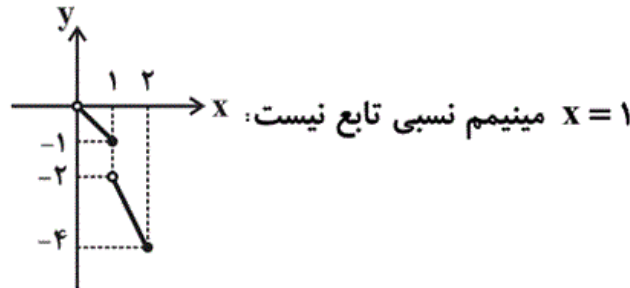 y
۱ ۲
x
x = ۱ مینیمم نسبی تابع نیست:
-۱
-۲
-۴